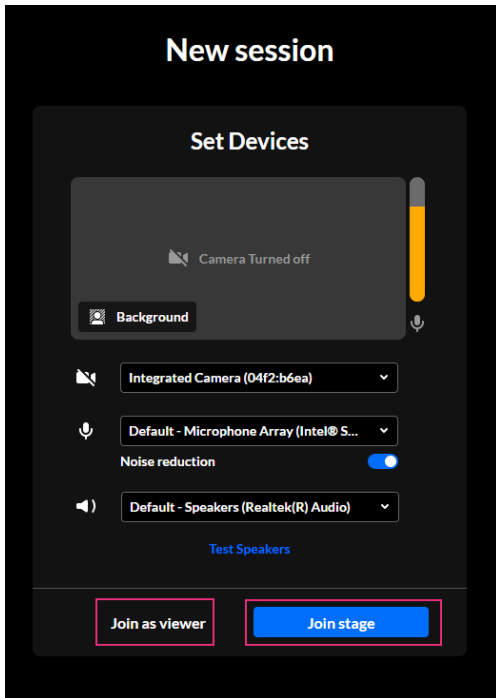 New session
Set Devices
Camera Turned off
Background
Integrated Camera (04f2:b6ea)
Default - Microphone Array (Intel® S...
Noise reduction
Default - Speakers (Realtek(R) Audio)
Test Speakers
Join as viewer
Join stage